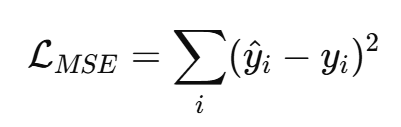 $\mathcal{L}_{MSE} = \sum_{i} (\hat{y}_i - y_i)^2$